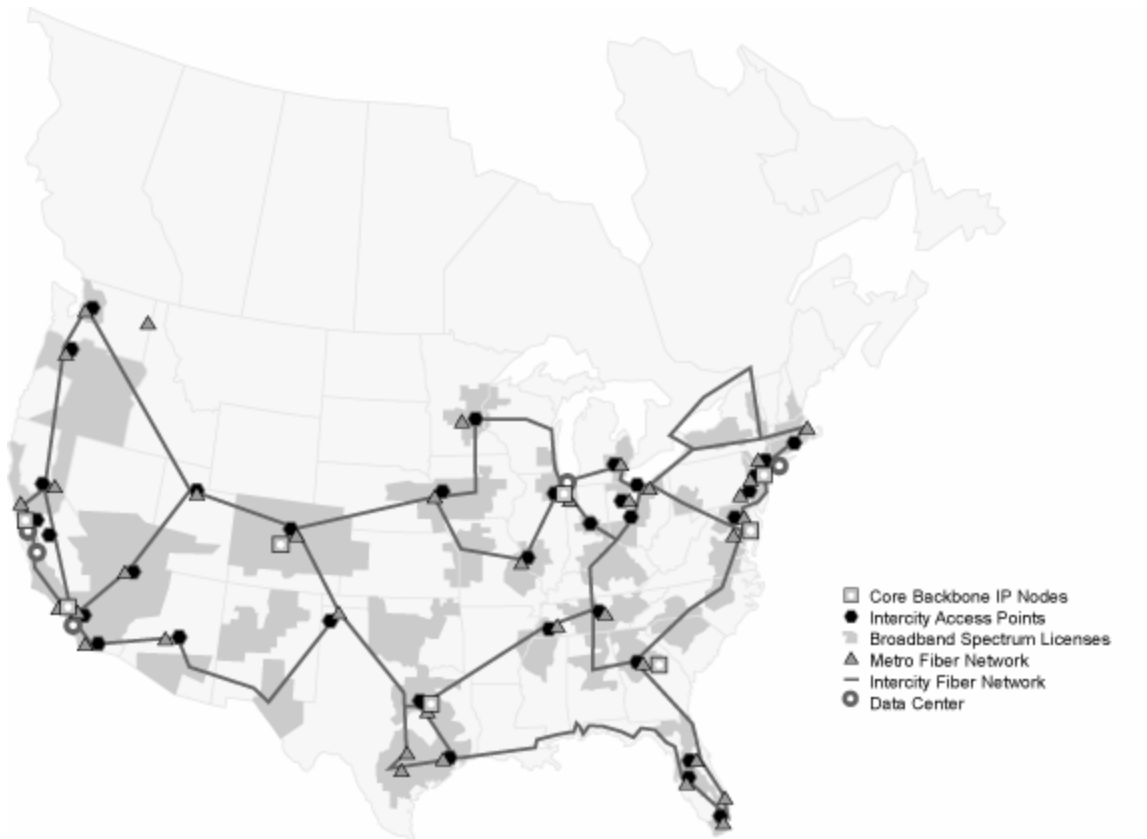 Core Backbone IP Nodes
Intercity Access Points
Broadband Spectrum Licenses
Metro Fiber Network
Intercity Fiber Network
Data Center